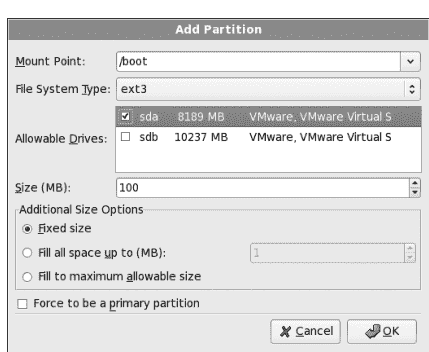 Add Partition
Mount Point: /boot
File System Type: ext3
Allowable Drives:
sda 8189 MB VMware, VMware Virtual S
sdb 10237 MB VMware, VMware Virtual S
Size (MB): 100
Additional Size Options
Fixed size
Fill all space up to (MB): 1
Fill to maximum allowable size
Force to be a primary partition
Cancel OK